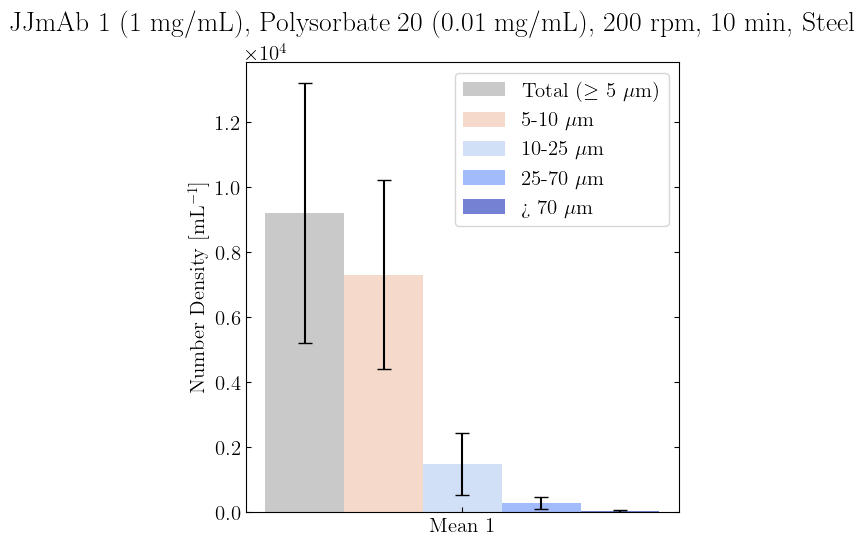 JJmAb 1 (1 mg/mL), Polysorbate 20 (0.01 mg/mL), 200 rpm, 10 min, Steel
×10⁴
Total (≥ 5 μm)
5-10 μm
10-25 μm
25-70 μm
¿ 70 μm
Number Density [mL⁻¹]
1.2
1.0
0.8
0.6
0.4
0.2
0.0
Mean 1